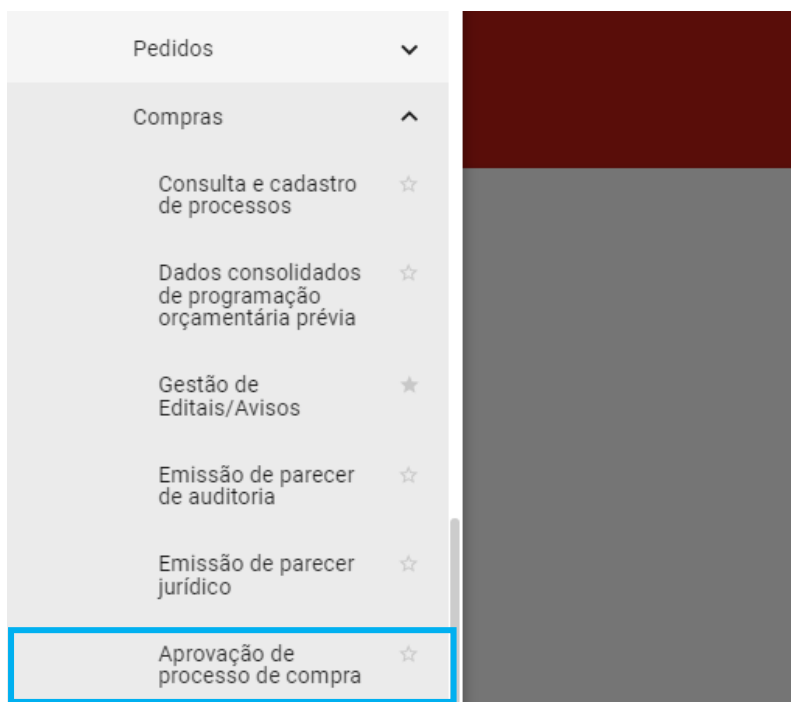 Pedidos
Compras
Consulta e cadastro
de processos
Dados consolidados
de programação
orçamentária prévia
Gestão de
Editais/Avisos
Emissão de parecer
de auditoria
Emissão de parecer
jurídico
Aprovação de
processo de compra